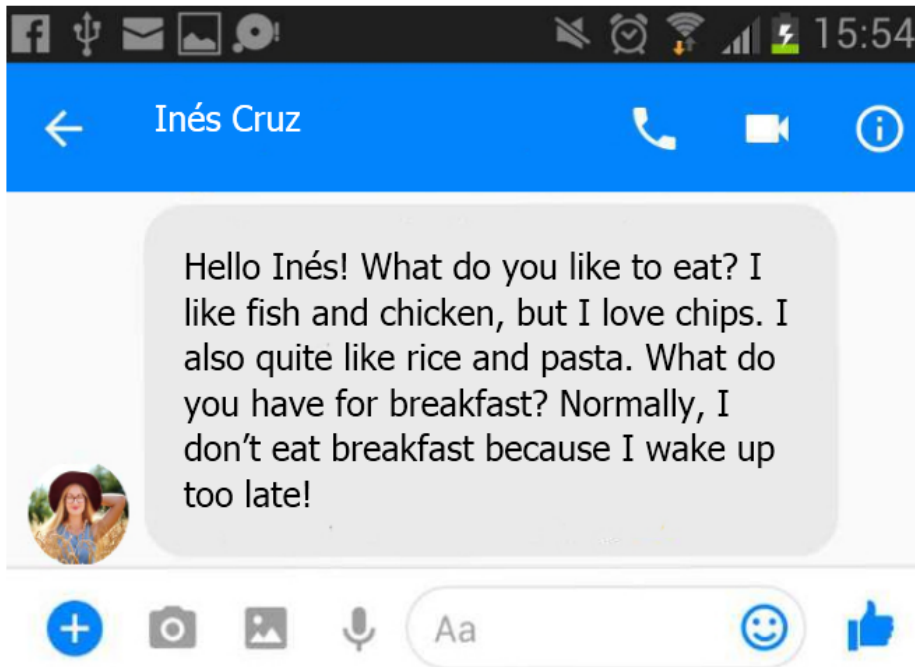 15:54
Inés Cruz
Hello Inés! What do you like to eat? I
like fish and chicken, but I love chips. I
also quite like rice and pasta. What do
you have for breakfast? Normally, I
don’t eat breakfast because I wake up
too late!
Aa